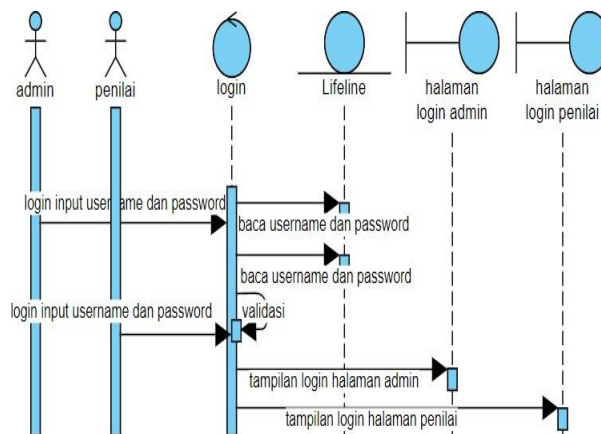 admin
penilai
login
Lifeline
halaman
login admin
halaman
login penilai
login input username dan password
baca username dan password
baca username dan password
login input username dan password
validasi
tampilan login halaman admin
tampilan login halaman penilai